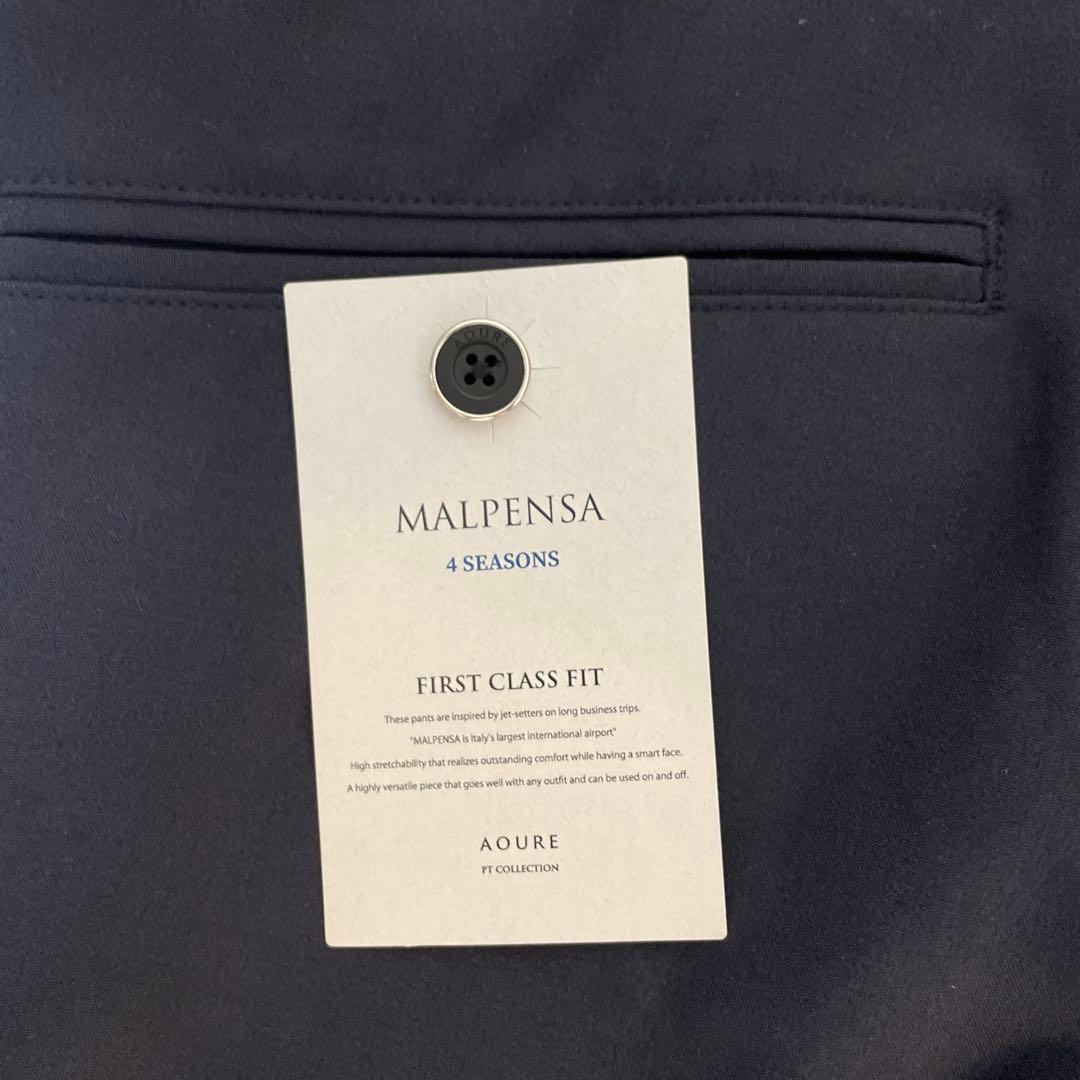 AOURE
MALPENSA
4 SEASONS
FIRST CLASS FIT
These pants are inspired by jet-setters on long business trips.
"MALPENSA is Italy's largest international airport"
High stretchability that realizes outstanding comfort while having a smart face.
A highly versatile piece that goes well with any outfit and can be used on and off.
AOURE
PT COLLECTION